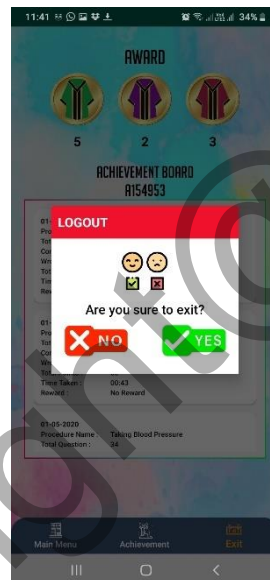 11:41
34%
AWARD
5 2 3
ACHIEVEMENT BOARD
A154953
LOGOUT
Are you sure to exit?
NO YES
Time Taken : 00:43
Reward : No Reward
01-05-2020
Procedure Name : Taking Blood Pressure
Total Question : 34
Main Menu Achievement Exit